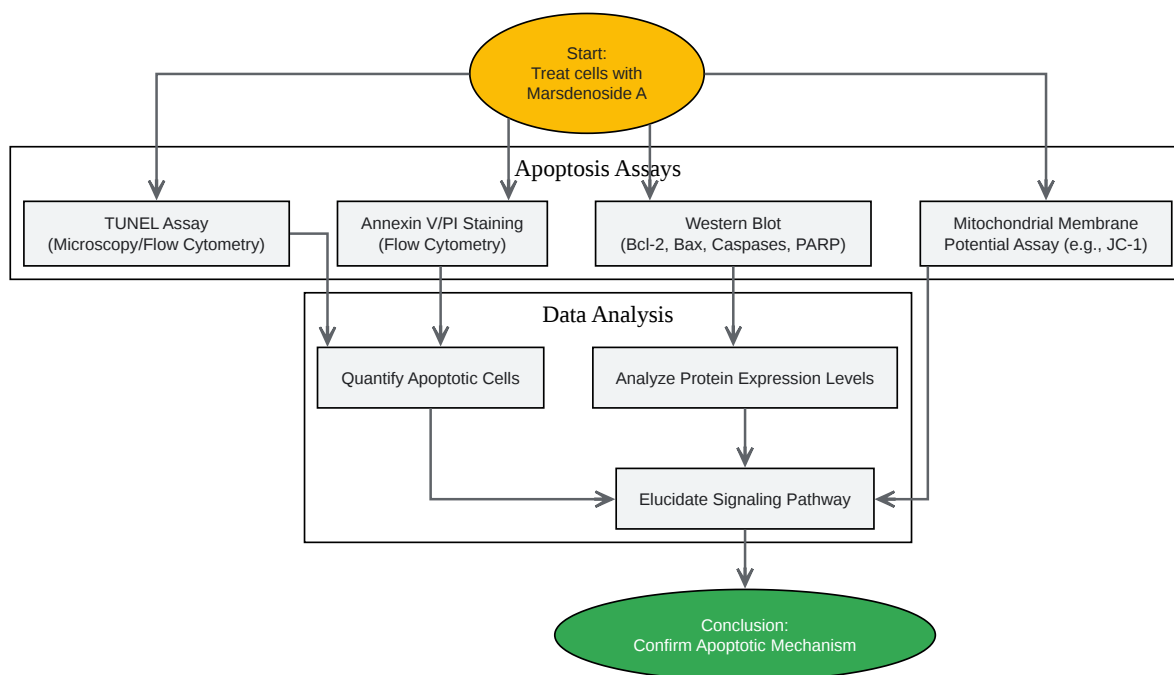 Start:
Treat cells with
Marsdenoside A
Apoptosis Assays
TUNEL Assay
(Microscopy/Flow Cytometry)
Annexin V/PI Staining
(Flow Cytometry)
Western Blot
(Bcl-2, Bax, Caspases, PARP)
Mitochondrial Membrane
Potential Assay (e.g., JC-1)
Data Analysis
Quantify Apoptotic Cells
Analyze Protein Expression Levels
Elucidate Signaling Pathway
Conclusion:
Confirm Apoptotic Mechanism